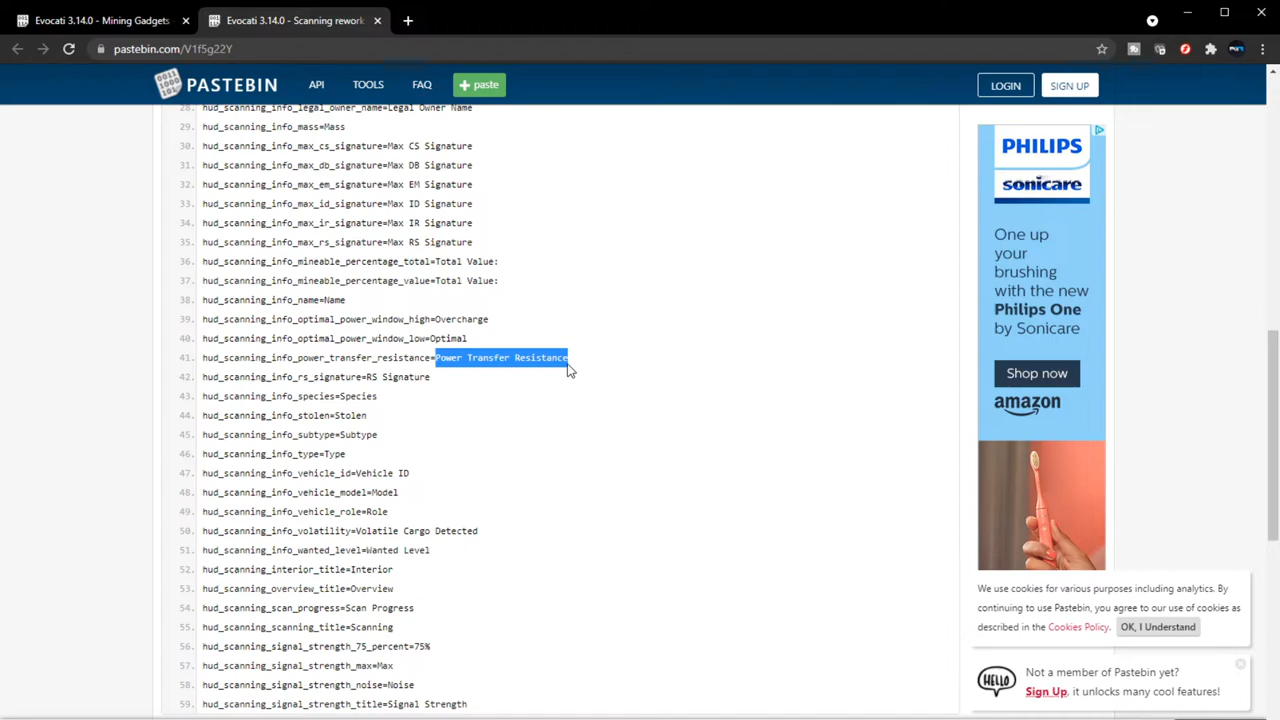 Evocati 3.14.0 - Mining Gadgets
Evocati 3.14.0 - Scanning rework
pastebin.com/V1f5g22Y
PASTEBIN
API
TOOLS
FAQ
+ paste
LOGIN
SIGN UP
28. hud_scanning_info_legal_owner_name=Legal Owner Name
29. hud_scanning_info_mass=Mass
30. hud_scanning_info_max_cs_signature=Max CS Signature
31. hud_scanning_info_max_db_signature=Max DB Signature
32. hud_scanning_info_max_em_signature=Max EM Signature
33. hud_scanning_info_max_id_signature=Max ID Signature
34. hud_scanning_info_max_ir_signature=Max IR Signature
35. hud_scanning_info_max_rs_signature=Max RS Signature
36. hud_scanning_info_mineable_percentage_total=Total Value:
37. hud_scanning_info_mineable_percentage_value=Total Value:
38. hud_scanning_info_name=Name
39. hud_scanning_info_optimal_power_window_high=Overcharge
40. hud_scanning_info_optimal_power_window_low=Optimal
41. hud_scanning_info_power_transfer_resistance=Power Transfer Resistance
42. hud_scanning_info_rs_signature=RS Signature
43. hud_scanning_info_species=Species
44. hud_scanning_info_stolen=Stolen
45. hud_scanning_info_subtype=Subtype
46. hud_scanning_info_type=Type
47. hud_scanning_info_vehicle_id=Vehicle ID
48. hud_scanning_info_vehicle_model=Model
49. hud_scanning_info_vehicle_role=Role
50. hud_scanning_info_volatility=Volatile Cargo Detected
51. hud_scanning_info_wanted_level=Wanted Level
52. hud_scanning_interior_title=Interior
53. hud_scanning_overview_title=Overview
54. hud_scanning_scan_progress=Scan Progress
55. hud_scanning_scanning_title=Scanning
56. hud_scanning_signal_strength_75_percent=75%
57. hud_scanning_signal_strength_max=Max
58. hud_scanning_signal_strength_noise=Noise
59. hud_scanning_signal_strength_title=Signal Strength
PHILIPS
sonicare
One up
your
brushing
with the new
Philips One
by Sonicare
Shop now
amazon
We use cookies for various purposes including analytics. By
continuing to use Pastebin, you agree to our use of cookies as
described in the Cookies Policy. OK, I Understand
HELLO
Not a member of Pastebin yet?
Sign Up, it unlocks many cool features!